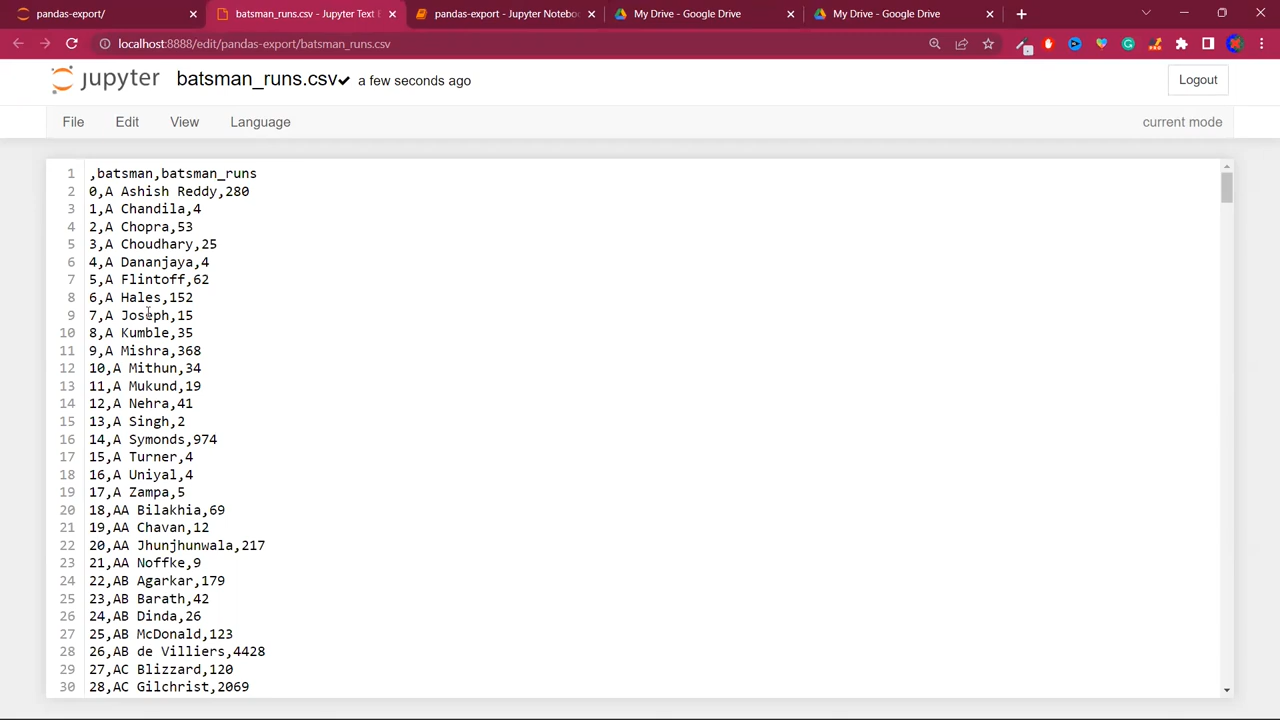 pandas-export/
batsman_runs.csv - Jupyter Text E
pandas-export - Jupyter Noteboo
My Drive - Google Drive
My Drive - Google Drive
localhost:8888/edit/pandas-export/batsman_runs.csv
jupyter
batsman_runs.csv
a few seconds ago
Logout
File
Edit
View
Language
current mode
1 ,batsman,batsman_runs
2 0,A Ashish Reddy,280
3 1,A Chandila,4
4 2,A Chopra,53
5 3,A Choudhary,25
6 4,A Dananjaya,4
7 5,A Flintoff,62
8 6,A Hales,152
9 7,A Joseph,15
10 8,A Kumble,35
11 9,A Mishra,368
12 10,A Mithun,34
13 11,A Mukund,19
14 12,A Nehra,41
15 13,A Singh,2
16 14,A Symonds,974
17 15,A Turner,4
18 16,A Uniyal,4
19 17,A Zampa,5
20 18,AA Bilakhia,69
21 19,AA Chavan,12
22 20,AA Jhunjhunwala,217
23 21,AA Noffke,9
24 22,AB Agarkar,179
25 23,AB Barath,42
26 24,AB Dinda,26
27 25,AB McDonald,123
28 26,AB de Villiers,4428
29 27,AC Blizzard,120
30 28,AC Gilchrist,2069